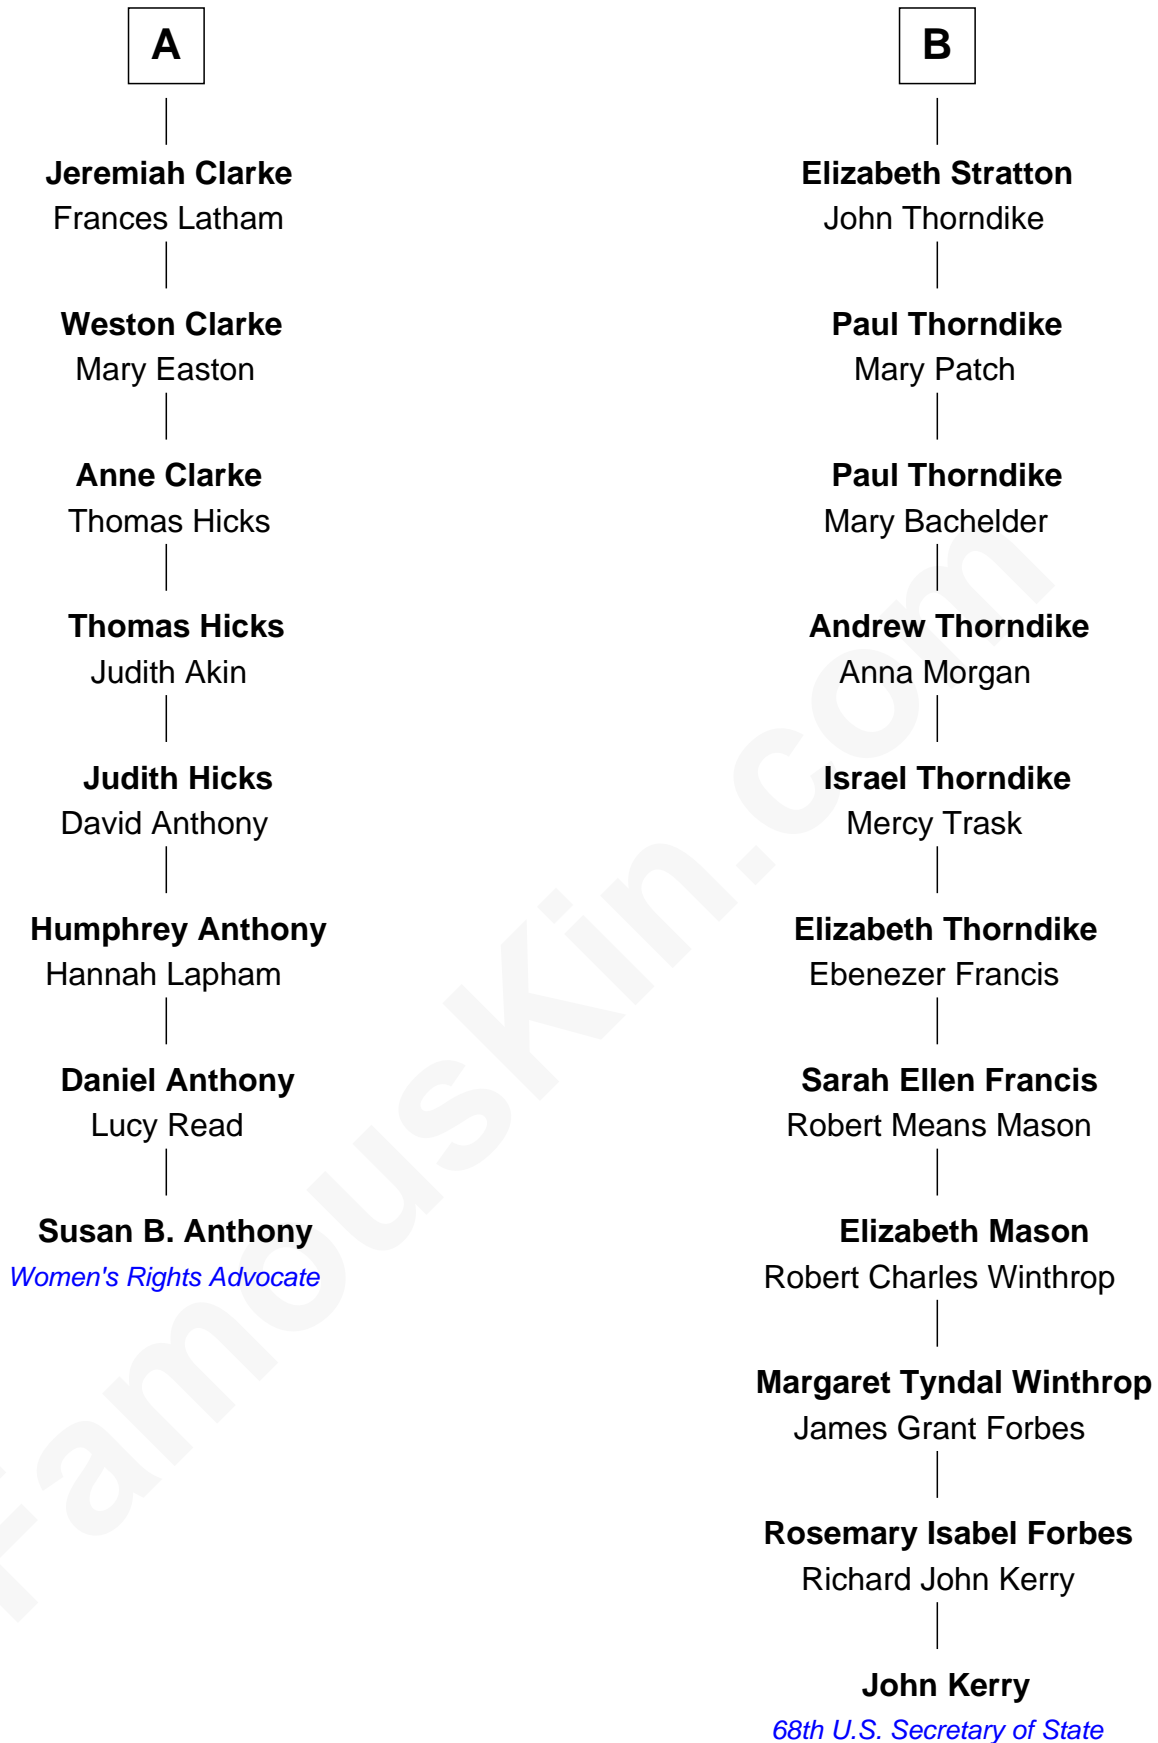 A
Jeremiah Clarke
Frances Latham
Weston Clarke
Mary Easton
Anne Clarke
Thomas Hicks
Thomas Hicks
Judith Akin
Judith Hicks
David Anthony
Humphrey Anthony
Hannah Lapham
Daniel Anthony
Lucy Read
Susan B. Anthony
Women's Rights Advocate
B
Elizabeth Stratton
John Thorndike
Paul Thorndike
Mary Patch
Paul Thorndike
Mary Bachelder
Andrew Thorndike
Anna Morgan
Israel Thorndike
Mercy Trask
Elizabeth Thorndike
Ebenezer Francis
Sarah Ellen Francis
Robert Means Mason
Elizabeth Mason
Robert Charles Winthrop
Margaret Tyndal Winthrop
James Grant Forbes
Rosemary Isabel Forbes
Richard John Kerry
John Kerry
68th U.S. Secretary of State
FamousKin.com